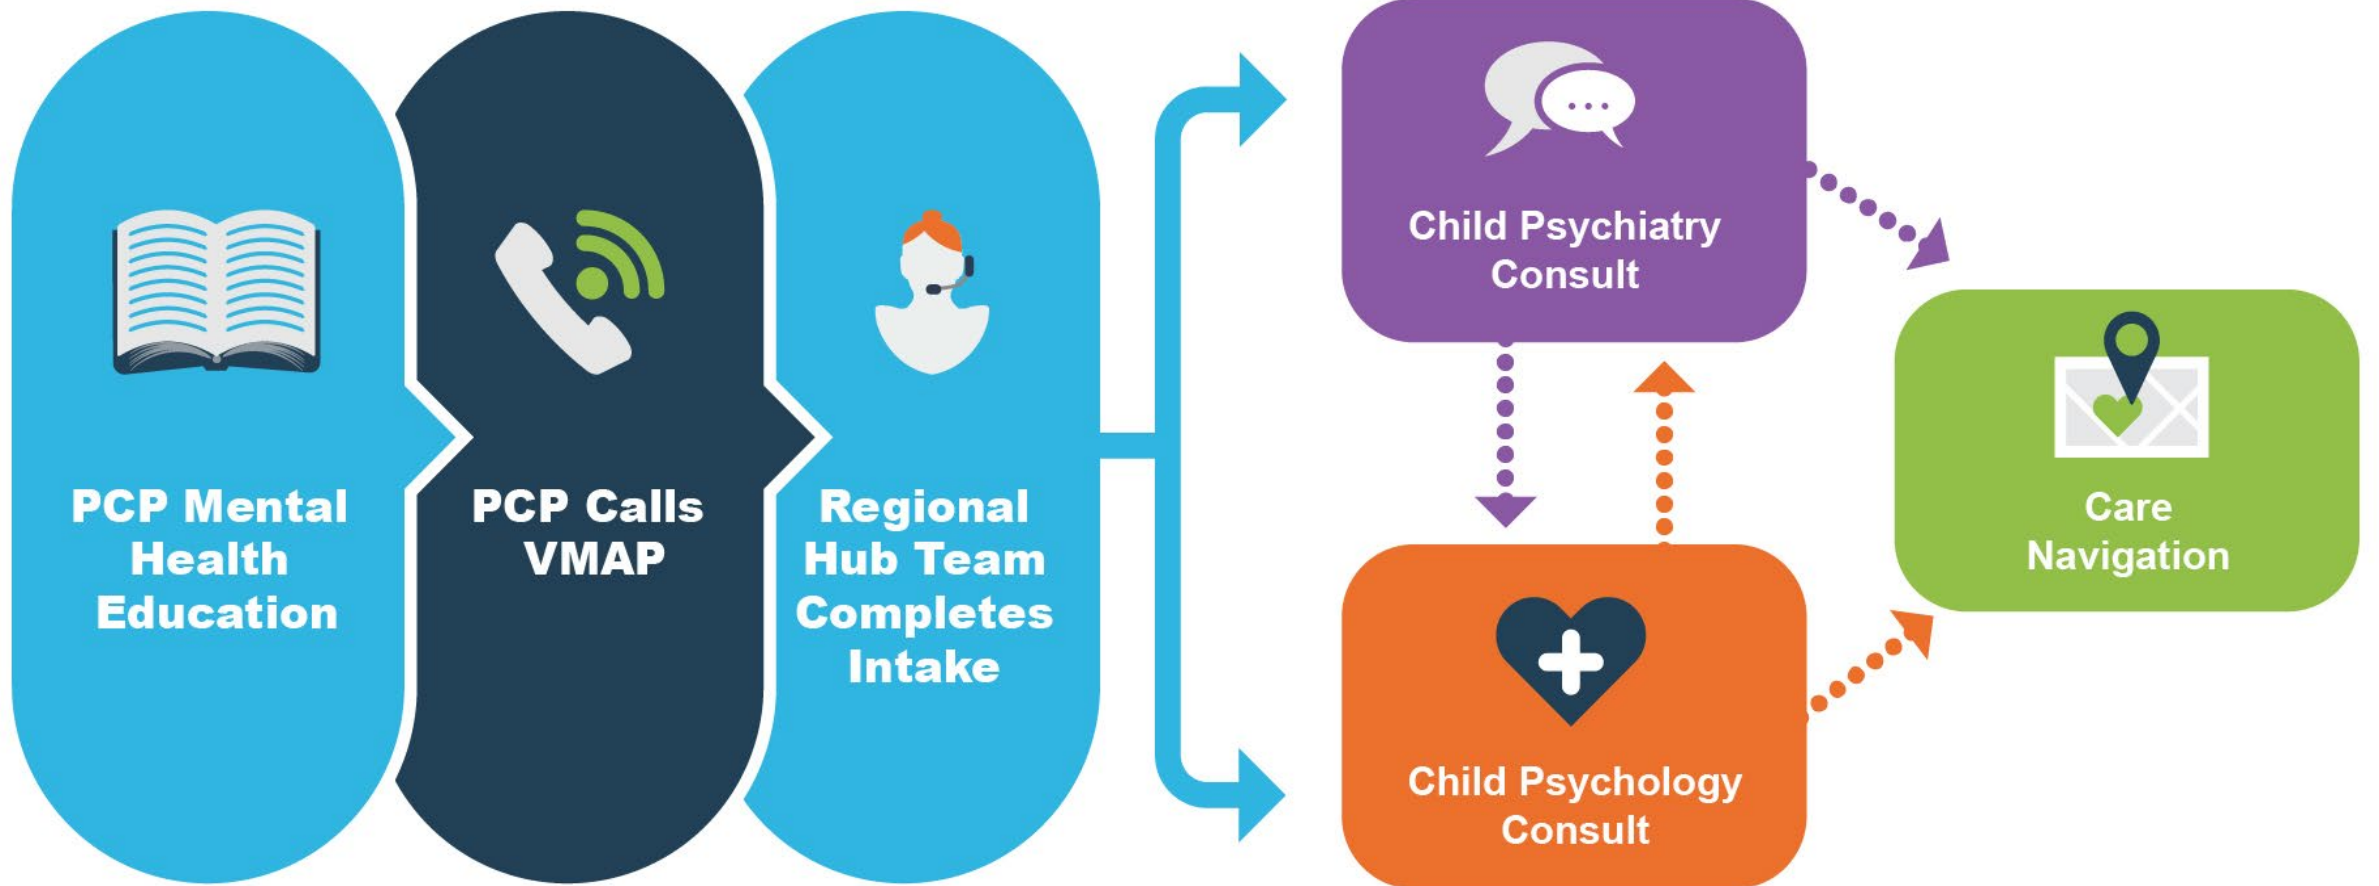 PCP Mental
Health
Education
PCP Calls
VMAP
Regional
Hub Team
Completes
Intake
Child Psychiatry
Consult
Child Psychology
Consult
Care
Navigation